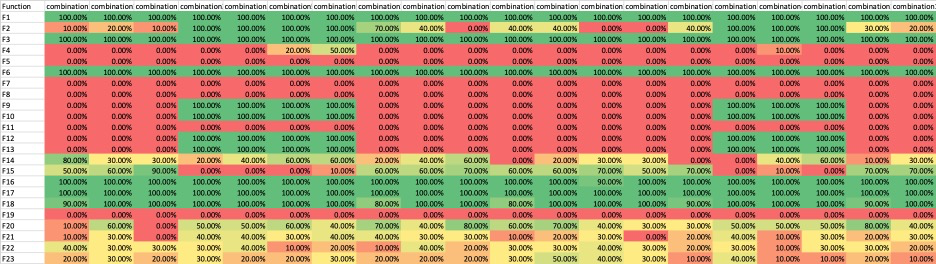 Function combination combination combination combination combination combination combination combination combination combination combination combination combination combination combination combination combination combination combination combination
F1 100.00% 100.00% 100.00% 100.00% 100.00% 100.00% 100.00% 100.00% 100.00% 100.00% 100.00% 100.00% 100.00% 100.00% 100.00% 100.00% 100.00% 100.00% 100.00% 100.00%
F2 10.00% 20.00% 10.00% 100.00% 100.00% 100.00% 100.00% 70.00% 40.00% 0.00% 40.00% 40.00% 0.00% 0.00% 40.00% 100.00% 100.00% 100.00% 30.00% 20.00%
F3 100.00% 100.00% 100.00% 100.00% 100.00% 100.00% 100.00% 100.00% 100.00% 100.00% 100.00% 100.00% 100.00% 100.00% 100.00% 100.00% 100.00% 100.00% 100.00% 100.00%
F4 0.00% 0.00% 0.00% 0.00% 0.00% 20.00% 50.00% 0.00% 0.00% 0.00% 0.00% 0.00% 0.00% 0.00% 0.00% 0.00% 10.00% 0.00% 0.00% 0.00%
F5 0.00% 0.00% 0.00% 0.00% 0.00% 0.00% 0.00% 0.00% 0.00% 0.00% 0.00% 0.00% 0.00% 0.00% 0.00% 0.00% 0.00% 0.00% 0.00% 0.00%
F6 100.00% 100.00% 100.00% 100.00% 100.00% 100.00% 100.00% 100.00% 100.00% 100.00% 100.00% 100.00% 100.00% 100.00% 100.00% 100.00% 100.00% 100.00% 100.00% 100.00%
F7 0.00% 0.00% 0.00% 0.00% 0.00% 0.00% 0.00% 0.00% 0.00% 0.00% 0.00% 0.00% 0.00% 0.00% 0.00% 0.00% 0.00% 0.00% 0.00% 0.00%
F8 0.00% 0.00% 0.00% 0.00% 0.00% 0.00% 0.00% 0.00% 0.00% 0.00% 0.00% 0.00% 0.00% 0.00% 0.00% 0.00% 0.00% 0.00% 0.00% 0.00%
F9 0.00% 0.00% 0.00% 100.00% 100.00% 100.00% 100.00% 0.00% 0.00% 0.00% 0.00% 0.00% 0.00% 0.00% 0.00% 100.00% 100.00% 100.00% 0.00% 0.00%
F10 0.00% 0.00% 0.00% 100.00% 100.00% 100.00% 100.00% 0.00% 0.00% 0.00% 0.00% 0.00% 0.00% 0.00% 0.00% 100.00% 100.00% 100.00% 0.00% 0.00%
F11 0.00% 0.00% 0.00% 0.00% 0.00% 0.00% 0.00% 0.00% 0.00% 0.00% 0.00% 0.00% 0.00% 0.00% 0.00% 0.00% 0.00% 0.00% 0.00% 0.00%
F12 0.00% 0.00% 0.00% 100.00% 100.00% 100.00% 100.00% 0.00% 0.00% 0.00% 0.00% 0.00% 0.00% 0.00% 0.00% 100.00% 100.00% 100.00% 0.00% 0.00%
F13 0.00% 0.00% 0.00% 100.00% 100.00% 100.00% 100.00% 0.00% 0.00% 0.00% 0.00% 0.00% 0.00% 0.00% 0.00% 100.00% 100.00% 100.00% 0.00% 0.00%
F14 80.00% 30.00% 30.00% 20.00% 40.00% 60.00% 60.00% 20.00% 40.00% 60.00% 0.00% 20.00% 30.00% 30.00% 0.00% 0.00% 40.00% 60.00% 10.00% 30.00%
F15 50.00% 60.00% 90.00% 0.00% 0.00% 0.00% 10.00% 60.00% 60.00% 70.00% 60.00% 60.00% 70.00% 50.00% 70.00% 0.00% 10.00% 0.00% 70.00% 70.00%
F16 100.00% 100.00% 100.00% 100.00% 100.00% 100.00% 100.00% 100.00% 100.00% 100.00% 100.00% 100.00% 90.00% 100.00% 100.00% 100.00% 100.00% 100.00% 100.00% 100.00%
F17 100.00% 100.00% 100.00% 100.00% 100.00% 100.00% 100.00% 100.00% 100.00% 100.00% 100.00% 100.00% 100.00% 100.00% 100.00% 100.00% 100.00% 100.00% 100.00% 100.00%
F18 90.00% 100.00% 100.00% 100.00% 100.00% 100.00% 100.00% 80.00% 100.00% 100.00% 80.00% 100.00% 100.00% 100.00% 90.00% 100.00% 100.00% 100.00% 90.00% 100.00%
F19 0.00% 0.00% 0.00% 0.00% 0.00% 0.00% 0.00% 0.00% 0.00% 0.00% 0.00% 0.00% 0.00% 0.00% 0.00% 0.00% 0.00% 0.00% 0.00% 0.00%
F20 10.00% 60.00% 0.00% 50.00% 50.00% 60.00% 40.00% 70.00% 40.00% 80.00% 60.00% 70.00% 40.00% 30.00% 30.00% 50.00% 50.00% 50.00% 80.00% 40.00%
F21 10.00% 30.00% 0.00% 40.00% 40.00% 40.00% 40.00% 40.00% 40.00% 20.00% 30.00% 20.00% 30.00% 0.00% 20.00% 40.00% 10.00% 30.00% 40.00% 20.00%
F22 40.00% 30.00% 30.00% 30.00% 40.00% 10.00% 20.00% 10.00% 40.00% 20.00% 30.00% 20.00% 40.00% 30.00% 30.00% 20.00% 10.00% 30.00% 20.00% 40.00%
F23 20.00% 30.00% 20.00% 30.00% 20.00% 20.00% 20.00% 40.00% 20.00% 20.00% 30.00% 50.00% 40.00% 30.00% 10.00% 40.00% 10.00% 10.00% 20.00% 10.00%